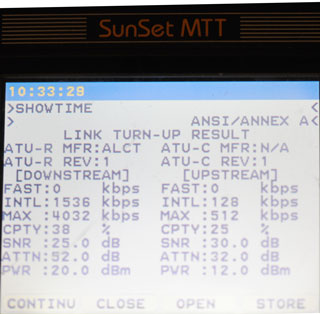 SunSet MTT
10:33:29
>SHOWTIME <
> ANSI/ANNEX A<
LINK TURN-UP RESULT
ATU-R MFR:ALCT ATU-C MFR:N/A
ATU-R REV:1 ATU-C REV:1
[DOWNSTREAM] [UPSTREAM]
FAST:0 kbps FAST:0 kbps
INTL:1536 kbps INTL:128 kbps
MAX :4032 kbps MAX :512 kbps
CPTY:38 % CPTY:25 %
SNR :25.0 dB SNR :30.0 dB
ATTN:52.0 dB ATTN:32.0 dB
PWR :20.0 dBm PWR :12.0 dBm
CONTINU CLOSE OPEN STORE